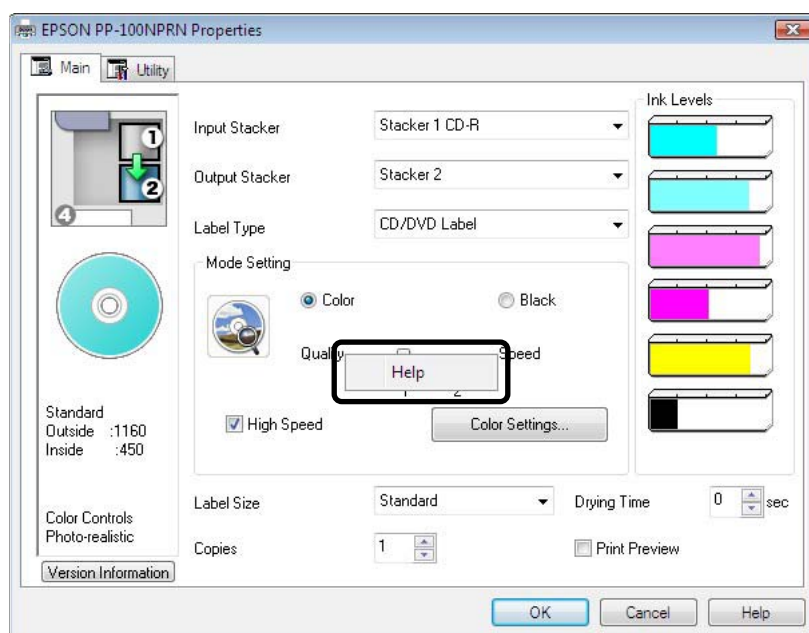 EPSON PP-100NPRN Properties
Main
Utility
1
2
4
Standard
Outside :1160
Inside :450
Color Controls
Photo-realistic
Version Information
Input Stacker
Stacker 1 CD-R
Output Stacker
Stacker 2
Label Type
CD/DVD Label
Mode Setting
Color
Black
Quality
Speed
Help
1 2
High Speed
Color Settings...
Label Size
Standard
Drying Time
0
sec
Copies
1
Print Preview
Ink Levels
OK
Cancel
Help